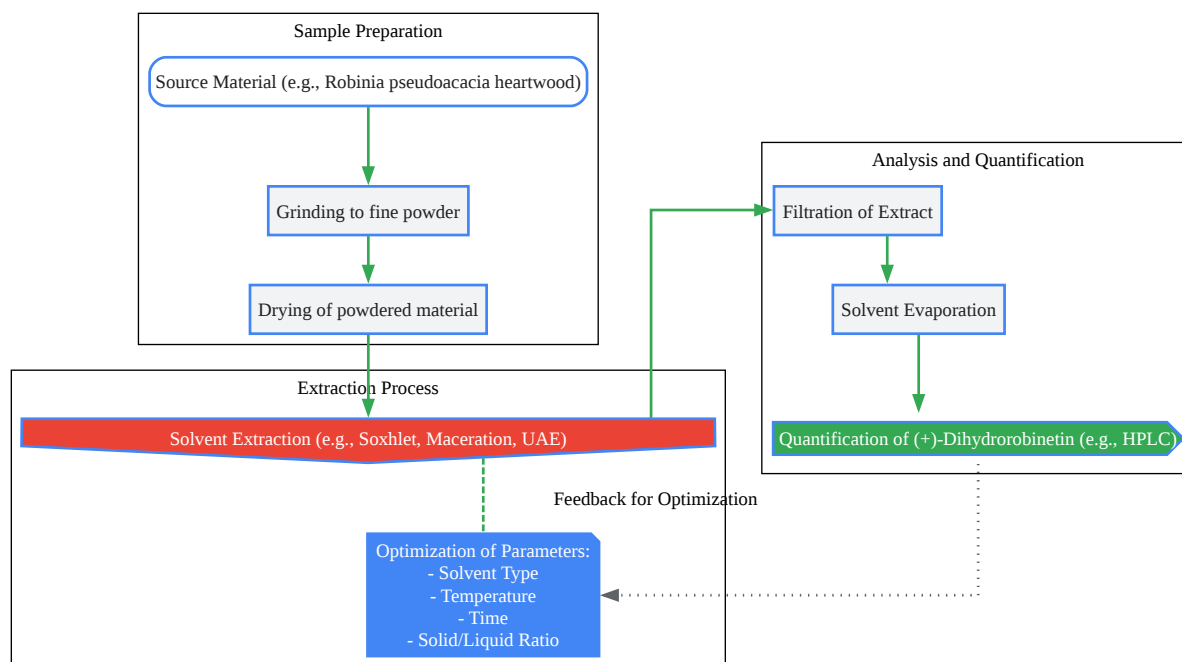 Sample Preparation
Source Material (e.g., Robinia pseudoacacia heartwood)
Grinding to fine powder
Drying of powdered material
Extraction Process
Solvent Extraction (e.g., Soxhlet, Maceration, UAE)
Feedback for Optimization
Optimization of Parameters:
- Solvent Type
- Temperature
- Time
- Solid/Liquid Ratio
Analysis and Quantification
Filtration of Extract
Solvent Evaporation
Quantification of (+)-Dihydrorobinetin (e.g., HPLC)